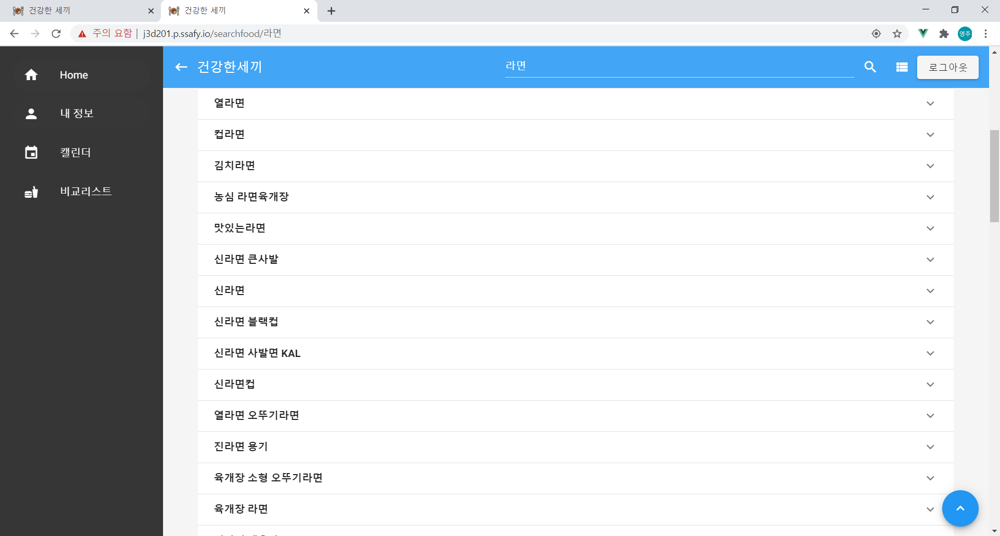 건강한 세끼
건강한 세끼
주의 요함 | j3d201.p.ssafy.io/searchfood/라면
영주
Home
내 정보
캘린더
비교리스트
건강한세끼
라면
로그아웃
열라면
컵라면
김치라면
농심 라면육개장
맛있는라면
신라면 큰사발
신라면
신라면 블랙컵
신라면 사발면 KAL
신라면컵
열라면 오뚜기라면
진라면 용기
육개장 소형 오뚜기라면
육개장 라면